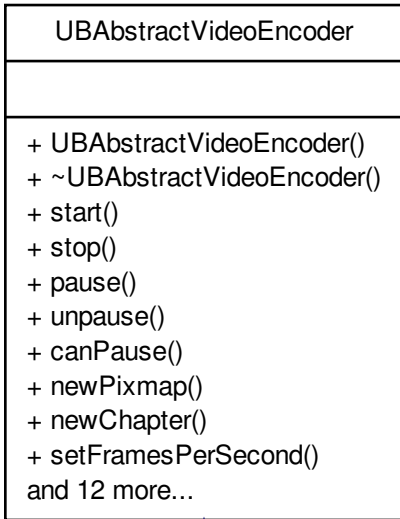 UBAbstractVideoEncoder
+ UBAbstractVideoEncoder()
+ ~UBAbstractVideoEncoder()
+ start()
+ stop()
+ pause()
+ unpause()
+ canPause()
+ newPixmap()
+ newChapter()
+ setFramesPerSecond()
and 12 more...